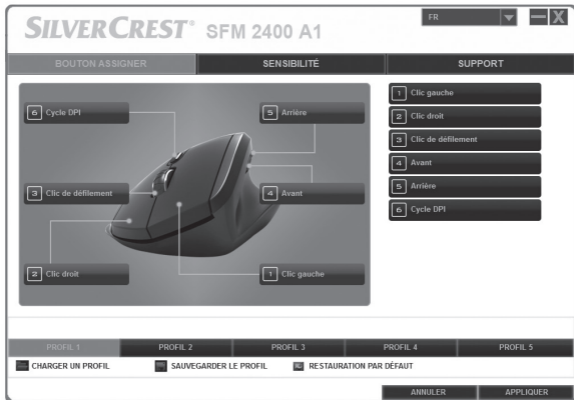 SILVERCREST® SFM 2400 A1
FR
BOUTON ASSIGNER SENSIBILITÉ SUPPORT
6 Cycle DPI
5 Arrière
3 Clic de défilement
4 Avant
2 Clic droit
1 Clic gauche
1 Clic gauche
2 Clic droit
3 Clic de défilement
4 Avant
5 Arrière
6 Cycle DPI
PROFIL 1 PROFIL 2 PROFIL 3 PROFIL 4 PROFIL 5
CHARGER UN PROFIL SAUVEGARDER LE PROFIL RESTAURATION PAR DÉFAUT
ANNULER APPLIQUER